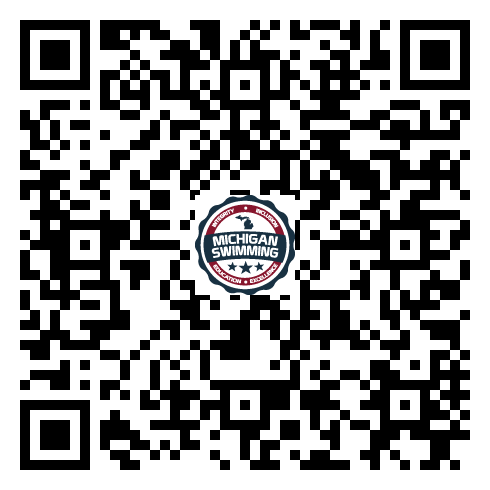 INTEGRITY • INCLUSION
MICHIGAN
SWIMMING
EDUCATION • EXCELLENCE